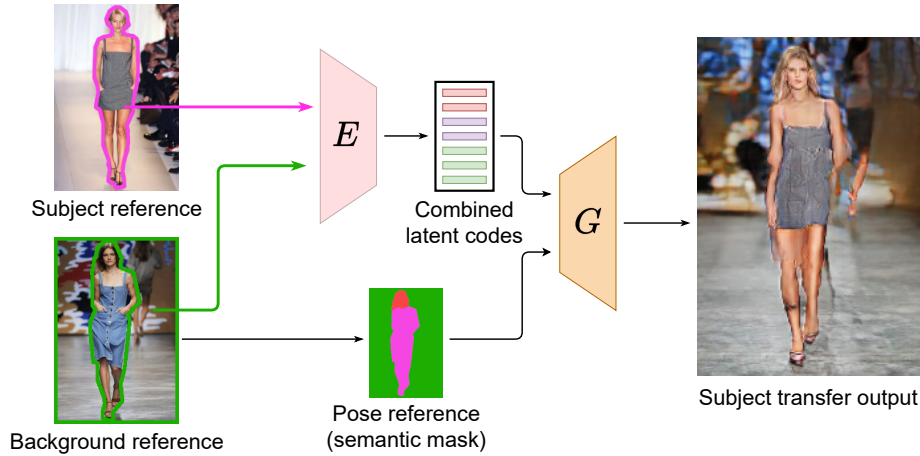 Subject reference
Background reference
E
Combined
latent codes
Pose reference
(semantic mask)
G
Subject transfer output